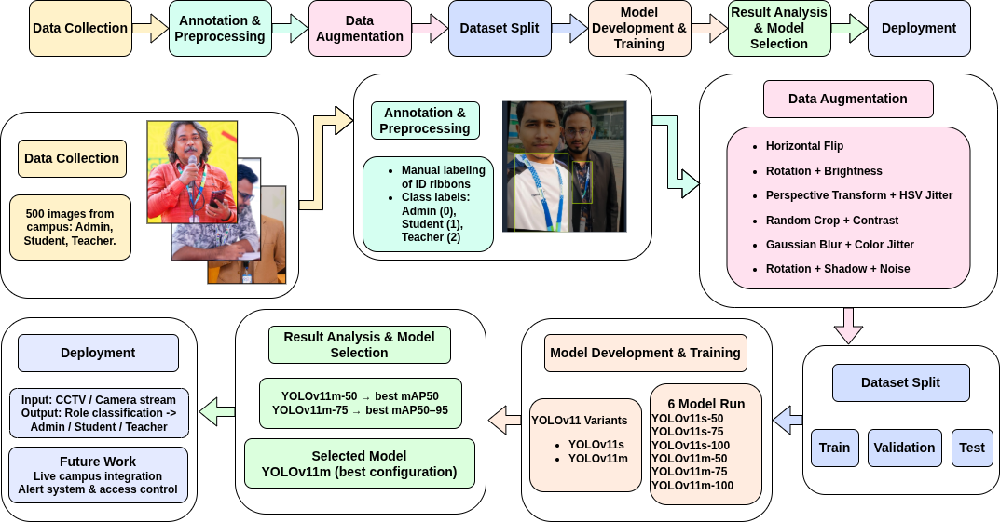 Data Collection
Annotation &
Preprocessing
Data
Augmentation
Dataset Split
Model
Development &
Training
Result Analysis
& Model
Selection
Deployment
Data Collection
500 images from
campus: Admin,
Student, Teacher.
Annotation &
Preprocessing
• Manual labeling
of ID ribbons
• Class labels:
Admin (0),
Student (1),
Teacher (2)
Data Augmentation
• Horizontal Flip
• Rotation + Brightness
• Perspective Transform + HSV Jitter
• Random Crop + Contrast
• Gaussian Blur + Color Jitter
• Rotation + Shadow + Noise
Dataset Split
Train
Validation
Test
Model Development & Training
YOLOv11 Variants
• YOLOv11s
• YOLOv11m
6 Model Run
YOLOv11s-50
YOLOv11s-75
YOLOv11s-100
YOLOv11m-50
YOLOv11m-75
YOLOv11m-100
Result Analysis & Model
Selection
YOLOv11m-50 → best mAP50
YOLOv11m-75 → best mAP50–95
Selected Model
YOLOv11m (best configuration)
Deployment
Input: CCTV / Camera stream
Output: Role classification ->
Admin / Student / Teacher
Future Work
Live campus integration
Alert system & access control